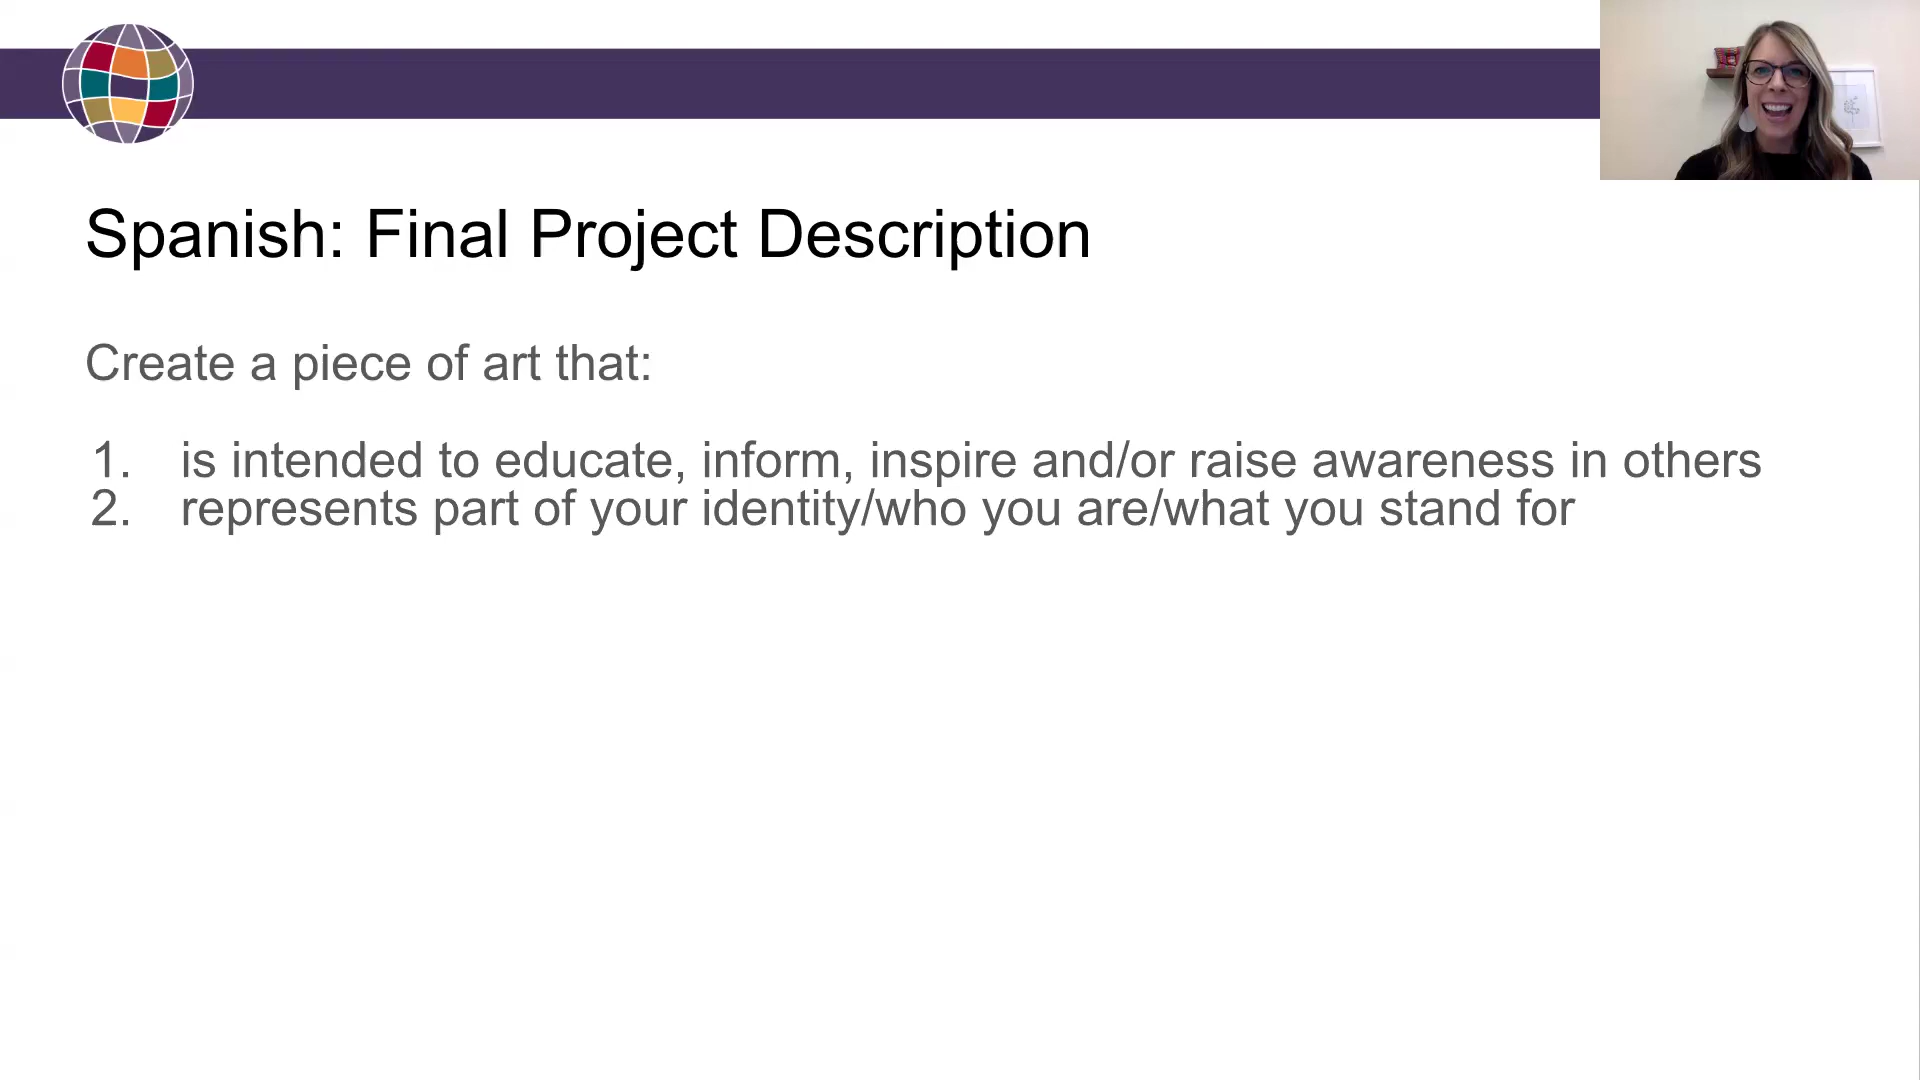 Spanish: Final Project Description
Create a piece of art that:
1. is intended to educate, inform, inspire and/or raise awareness in others
2. represents part of your identity/who you are/what you stand for